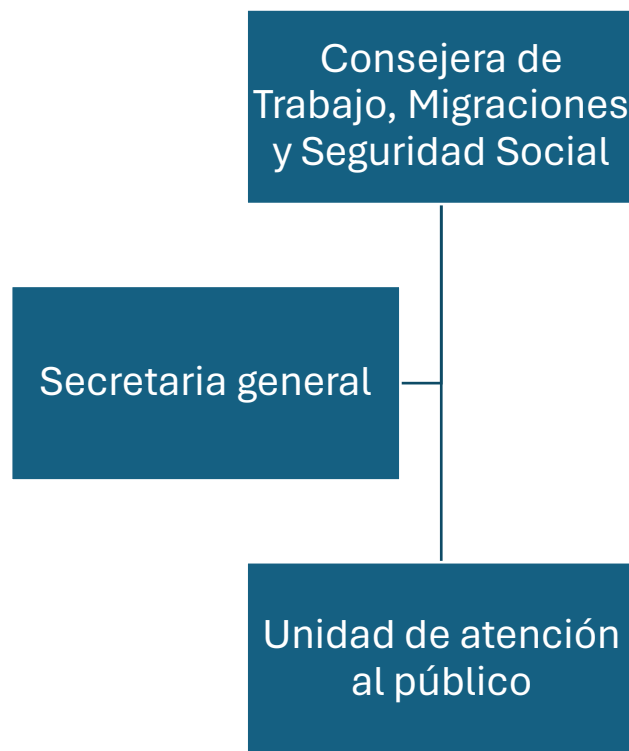 Consejera de
Trabajo, Migraciones
y Seguridad Social
Secretaria general
Unidad de atención
al público